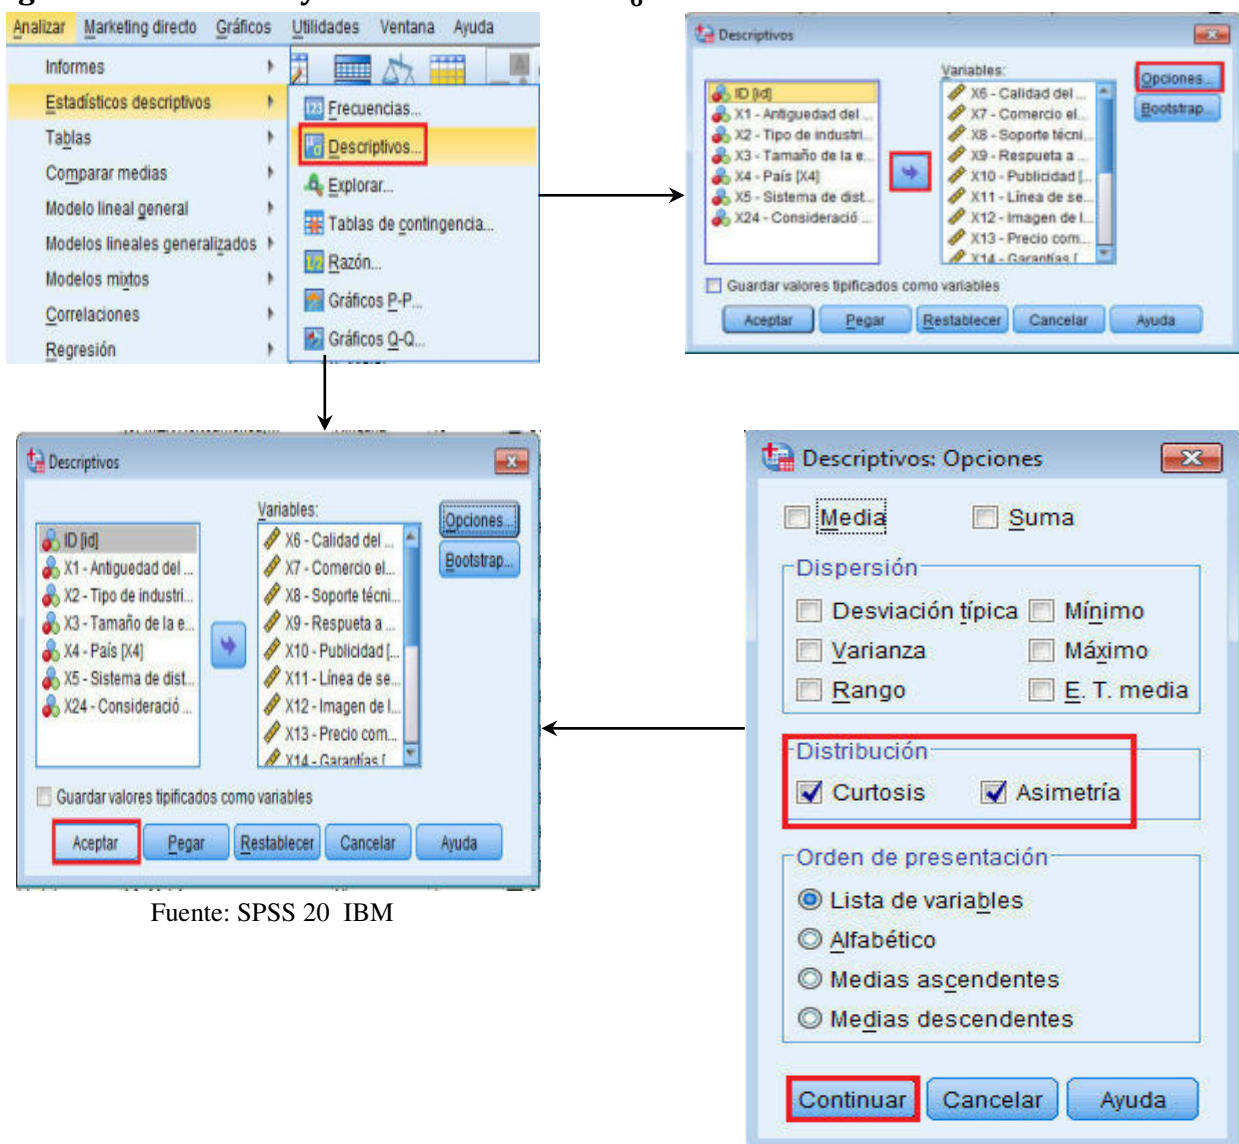 y
Analizar Marketing directo Gráficos Utilidades Ventana Ayuda
Informes
Estadísticos descriptivos
Tablas
Comparar medias
Modelo lineal general
Modelos lineales generalizados
Modelos mixtos
Correlaciones
Regresión
Frecuencias...
Descriptivos...
Explorar...
Tablas de contingencia...
Razón...
Gráficos P-P...
Gráficos Q-Q...
Descriptivos
ID [id]
X1 - Antiguedad del ...
X2 - Tipo de industri...
X3 - Tamaño de la e...
X4 - País [X4]
X5 - Sistema de dist...
X24 - Consideració ...
Variables:
X6 - Calidad del ...
X7 - Comercio el...
X8 - Soporte técni...
X9 - Respueta a ...
X10 - Publicidad [...
X11 - Línea de se...
X12 - Imagen de l...
X13 - Precio com...
X14 - Garantías [
Opciones...
Bootstrap...
Guardar valores tipificados como variables
Aceptar Pegar Restablecer Cancelar Ayuda
Descriptivos
ID [id]
X1 - Antiguedad del ...
X2 - Tipo de industri...
X3 - Tamaño de la e...
X4 - País [X4]
X5 - Sistema de dist...
X24 - Consideració ...
Variables:
X6 - Calidad del ...
X7 - Comercio el...
X8 - Soporte técni...
X9 - Respueta a ...
X10 - Publicidad [...
X11 - Línea de se...
X12 - Imagen de l...
X13 - Precio com...
X14 - Garantías [
Opciones...
Bootstrap...
Guardar valores tipificados como variables
Aceptar Pegar Restablecer Cancelar Ayuda
Fuente: SPSS 20 IBM
Descriptivos: Opciones
Media Suma
Dispersión
Desviación típica Mínimo
Varianza Máximo
Rango E. T. media
Distribución
Curtosis Asimetría
Orden de presentación
Lista de variables
Alfabético
Medias ascendentes
Medias descendentes
Continuar Cancelar Ayuda